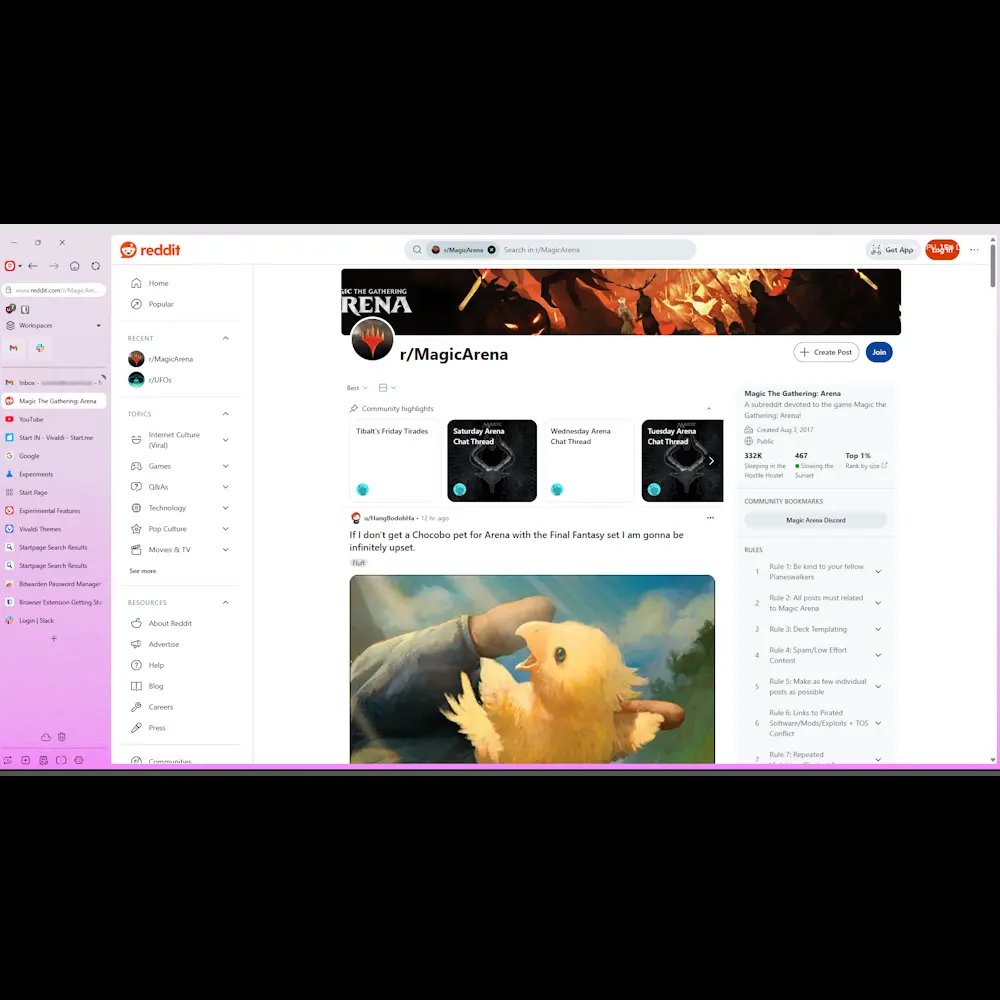 www.reddit.com/r/MagicAre...
Workspaces
Inbox -
Magic The Gathering: Arena
YouTube
Start IN - Vivaldi - Start.me
Google
Experiments
Start Page
Experimental Features
Vivaldi Themes
Startpage Search Results
Startpage Search Results
Bitwarden Password Manager
Browser Extension Getting Sta
Login | Slack
reddit
r/MagicArena
Search in r/MagicArena
Get App
Log In
Home
Popular
RECENT
r/MagicArena
r/UFOs
TOPICS
Internet Culture
(Viral)
Games
Q&As
Technology
Pop Culture
Movies & TV
See more
RESOURCES
About Reddit
Advertise
Help
Blog
Careers
Press
Communities
GIC THE GATHERING
RENA
r/MagicArena
Create Post
Join
Best
Community highlights
Tibalt's Friday Tirades
Saturday Arena
Chat Thread
Wednesday Arena
Chat Thread
Tuesday Arena
Chat Thread
u/HangBodobHa • 12 hr. ago
If I don't get a Chocobo pet for Arena with the Final Fantasy set I am gonna be
infinitely upset.
Fluff
Magic The Gathering: Arena
A subreddit devoted to the game Magic the
Gathering: Arena!
Created Aug 3, 2017
Public
332K
Sleeping in the
Hostile Hostel
467
Slowing the
Sunset
Top 1%
Rank by size
COMMUNITY BOOKMARKS
Magic Arena Discord
RULES
1 Rule 1: Be kind to your fellow
Planeswalkers
2 Rule 2: All posts must related
to Magic Arena
3 Rule 3: Deck Templating
4 Rule 4: Spam/Low Effort
Content
5 Rule 5: Make as few individual
posts as possible
6 Rule 6: Links to Pirated
Software/Mods/Exploits + TOS
Conflict
7 Rule 7: Repeated